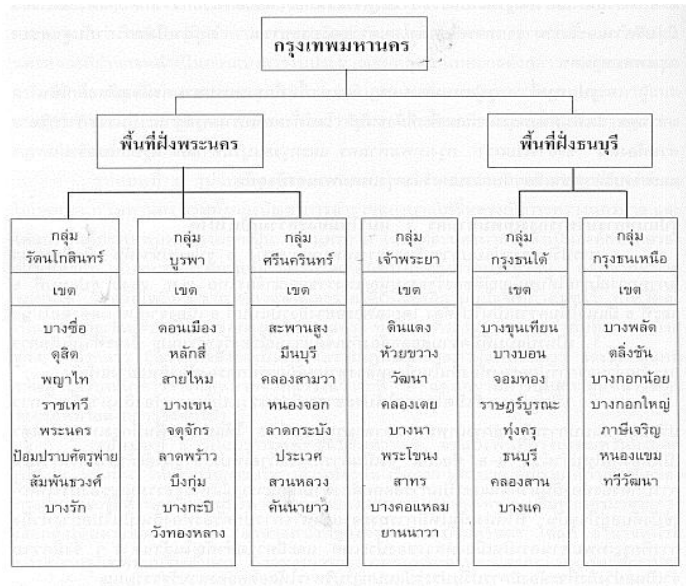 กรุงเทพมหานคร
พื้นที่ฝั่งพระนคร
พื้นที่ฝั่งธนบุรี
กลุ่ม
รัตนโกสินทร์
เขต
บางซื่อ
ดุสิต
พญาไท
ราชเทวี
พระนคร
ป้อมปราบศัตรูพ่าย
สัมพันธวงศ์
บางรัก
กลุ่ม
บูรพา
เขต
ดอนเมือง
หลักสี่
สายไหม
บางเขน
จตุจักร
ลาดพร้าว
บึงกุ่ม
บางกะปิ
วังทองหลาง
กลุ่ม
ศรีนครินทร์
เขต
สะพานสูง
มีนบุรี
คลองสามวา
หนองจอก
ลาดกระบัง
ประเวศ
สวนหลวง
คันนายาว
กลุ่ม
เจ้าพระยา
เขต
ดินแดง
ห้วยขวาง
วัฒนา
คลองเตย
บางนา
พระโขนง
สาทร
บางคอแหลม
ยานนาวา
กลุ่ม
กรุงธนใต้
เขต
บางขุนเทียน
บางบอน
จอมทอง
ราษฎร์บูรณะ
ทุ่งครุ
ธนบุรี
คลองสาน
บางแค
กลุ่ม
กรุงธนเหนือ
เขต
บางพลัด
ตลิ่งชัน
บางกอกน้อย
บางกอกใหญ่
ภาษีเจริญ
หนองแขม
ทวีวัฒนา